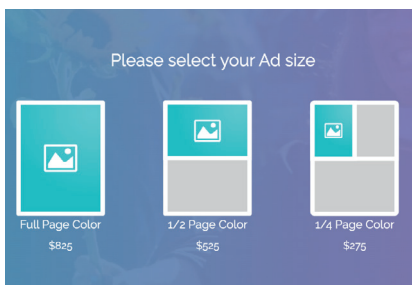 Please select your Ad size
Full Page Color
1/2 Page Color
1/4 Page Color
$825
$525
$275